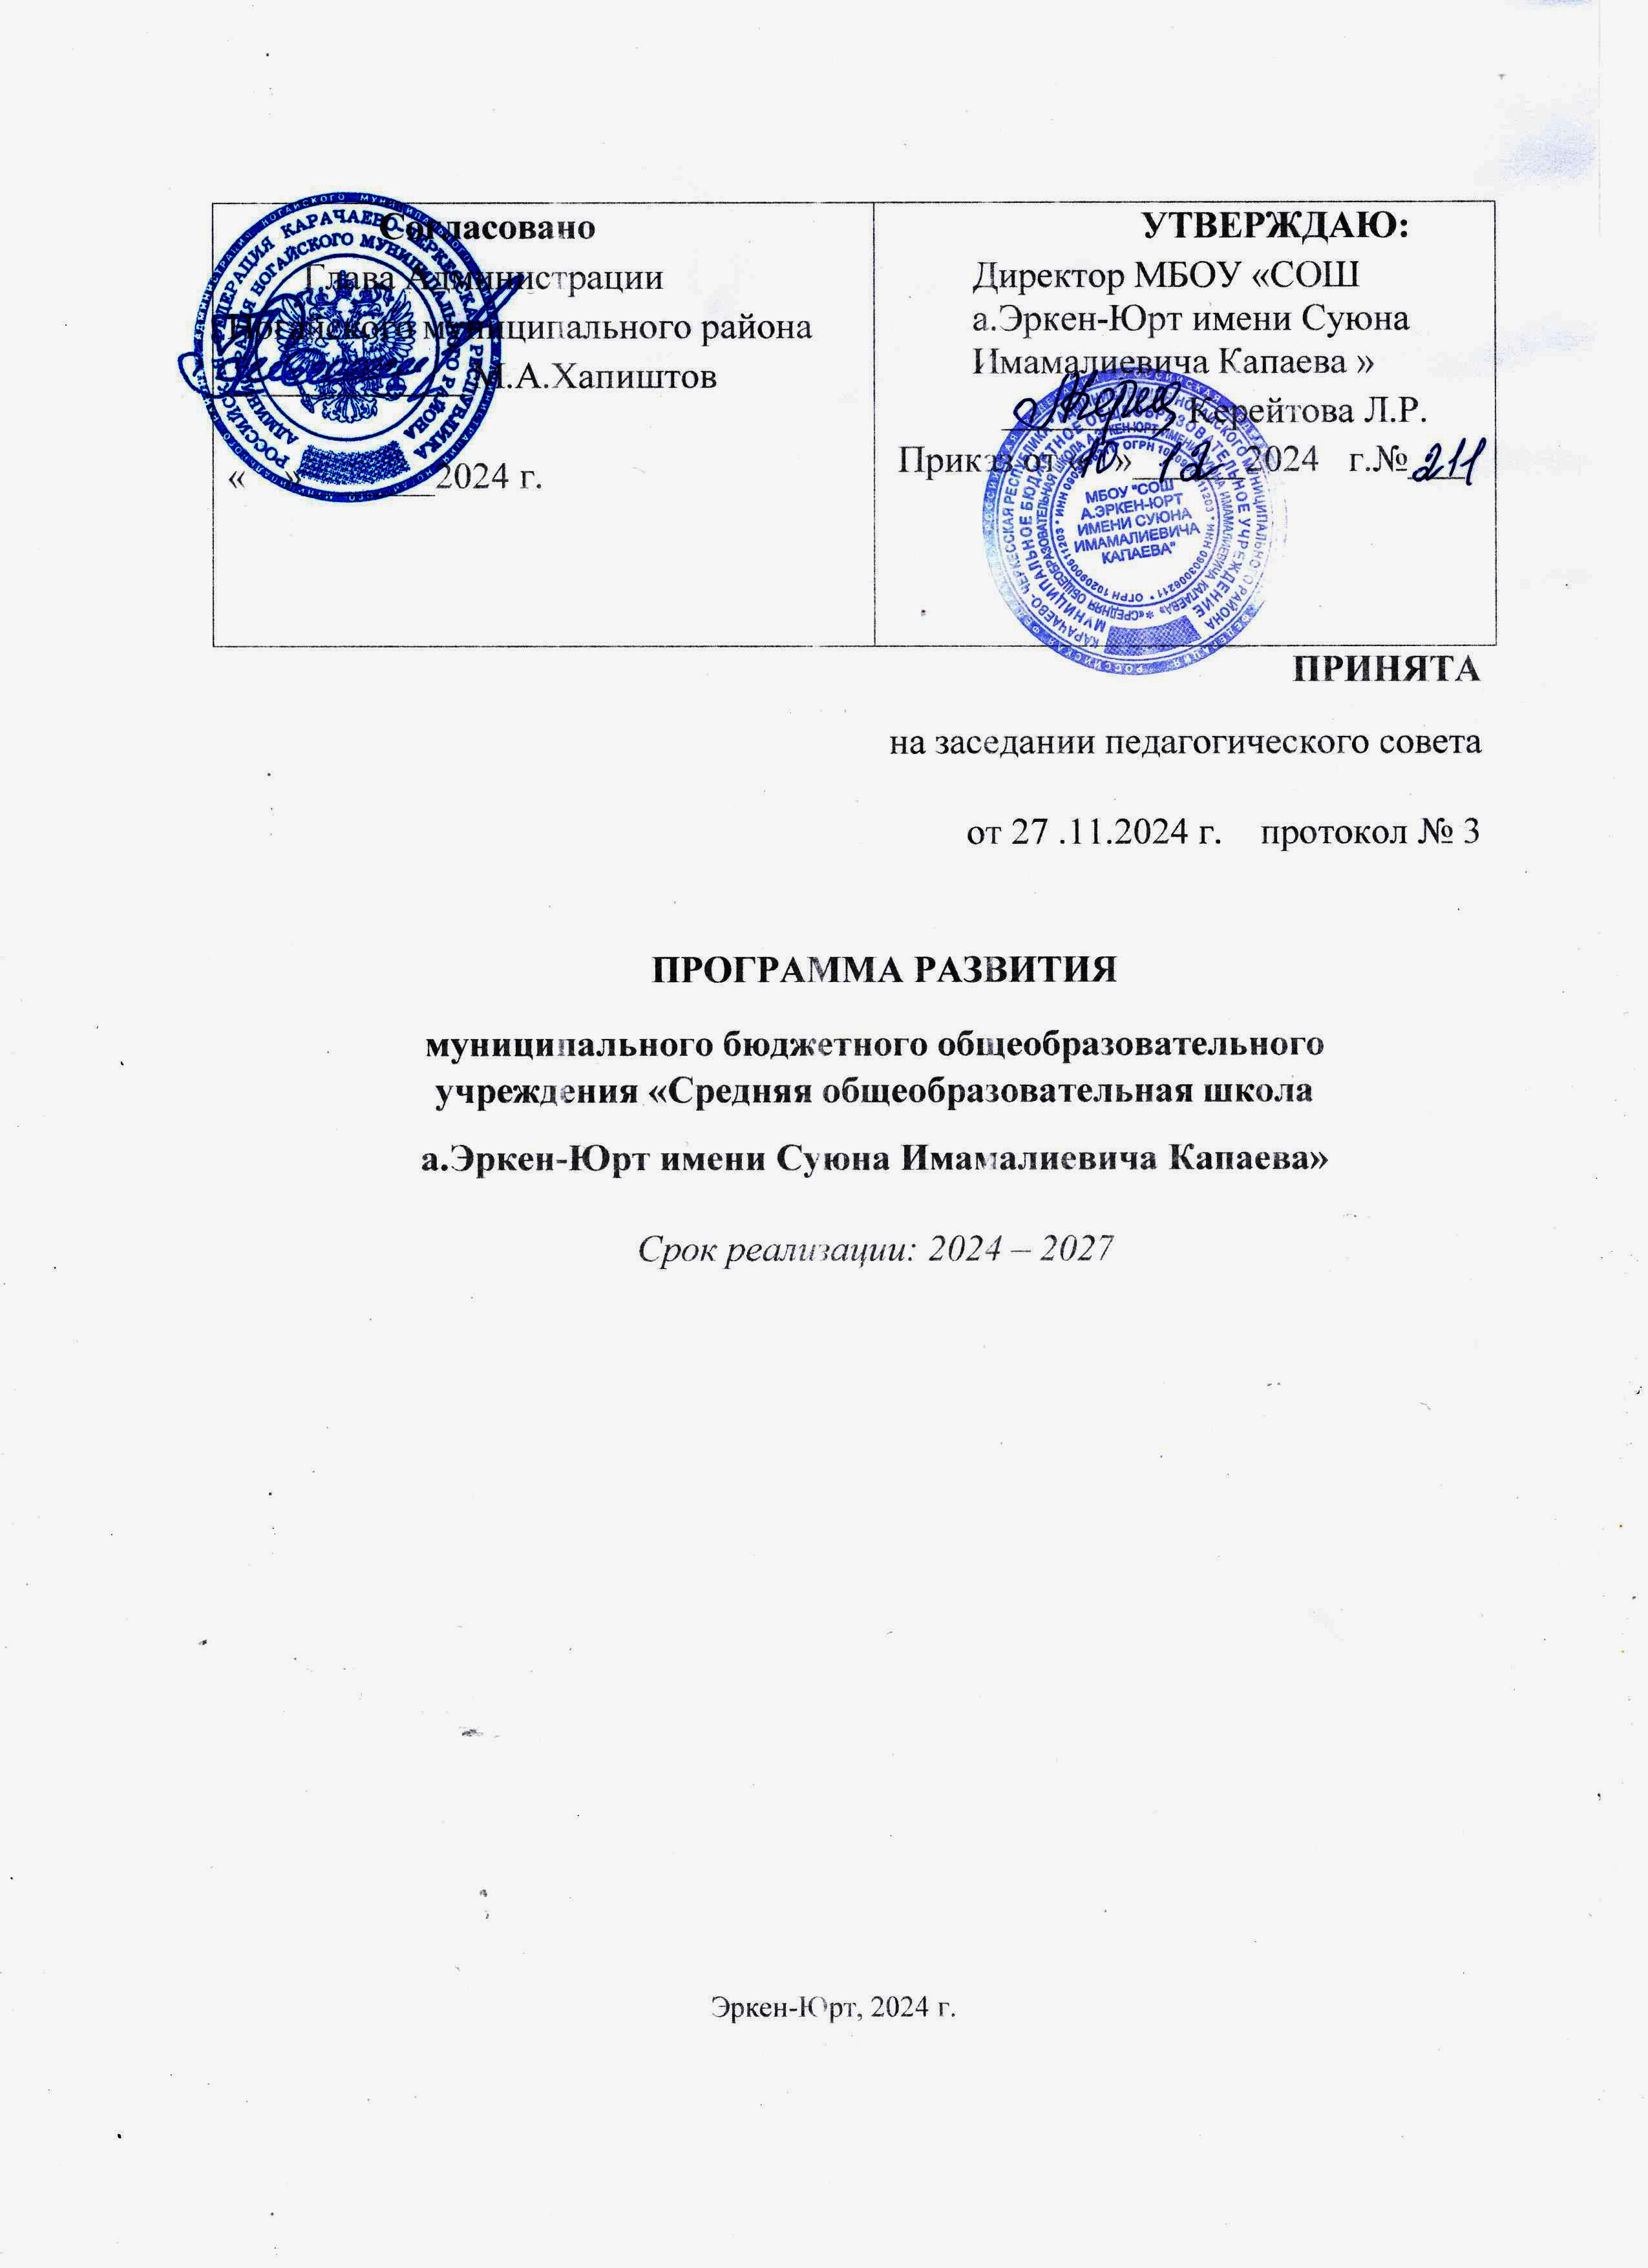 Согласовано
Глава Администрации
Ногайского муниципального района
М.А.Хапиштов
« » ______ 2024 г.
УТВЕРЖДАЮ:
Директор МБОУ «СОШ
а.Эркен-Юрт имени Суюна
Имамалиевича Капаева »
Керейтова Л.Р.
Приказ от «10» 12 2024 г.№ 211
МБОУ "СОШ
А.ЭРКЕН-ЮРТ
ИМЕНИ СУЮНА
ИМАМАЛИЕВИЧА
КАПАЕВА"
ПРИНЯТА
на заседании педагогического совета
от 27 .11.2024 г. протокол № 3
ПРОГРАММА РАЗВИТИЯ
муниципального бюджетного общеобразовательного
учреждения «Средняя общеобразовательная школа
а.Эркен-Юрт имени Суюна Имамалиевича Капаева»
Срок реализации: 2024 – 2027
Эркен-Юрт, 2024 г.